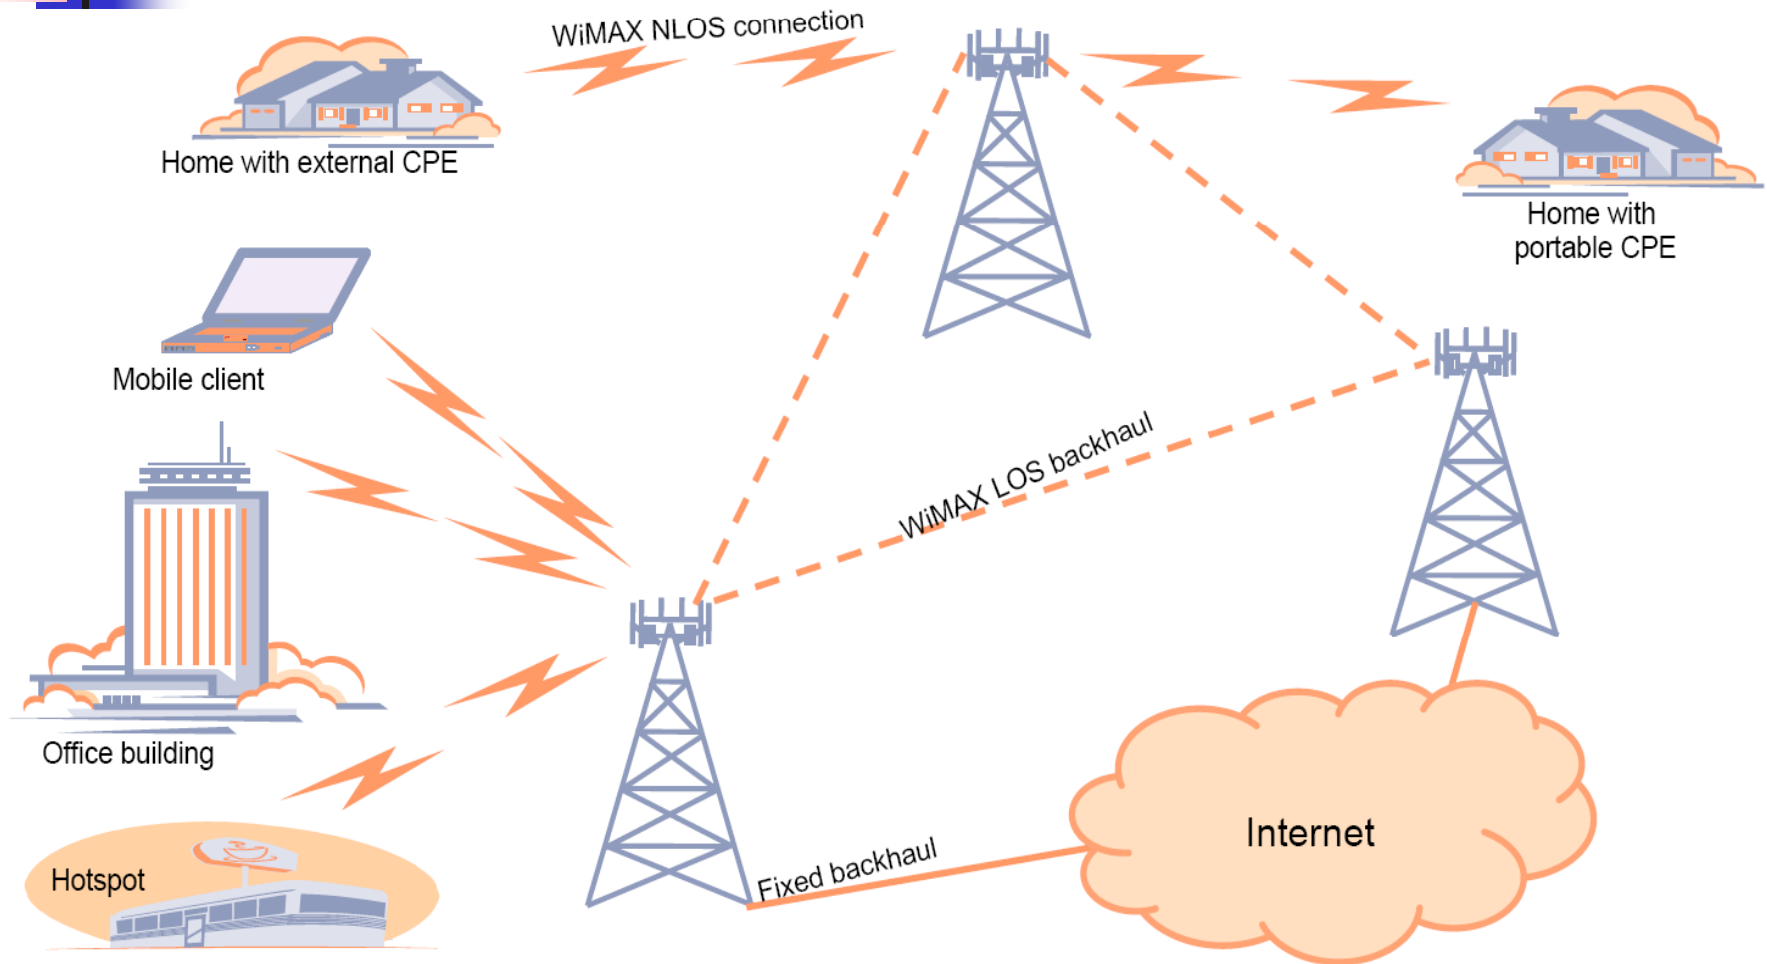 WiMAX NLOS connection
Home with external CPE
Home with
portable CPE
Mobile client
WiMAX LOS backhaul
Office building
Internet
Fixed backhaul
Hotspot